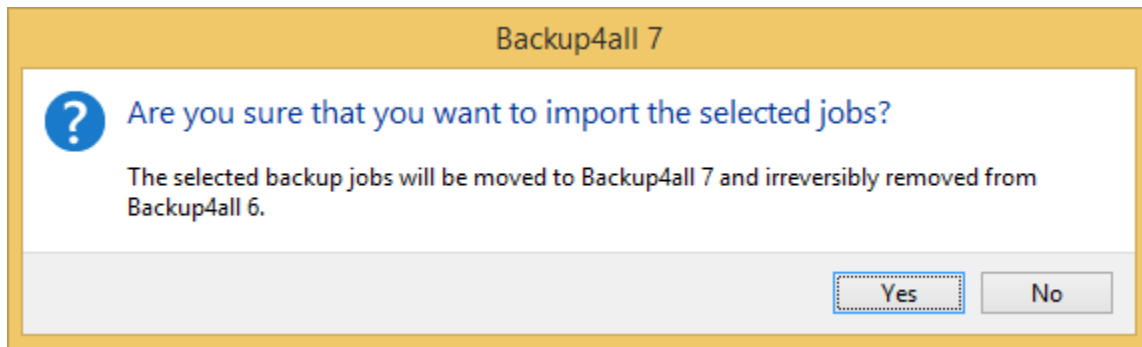 Backup4all 7
Are you sure that you want to import the selected jobs?
The selected backup jobs will be moved to Backup4all 7 and irreversibly removed from
Backup4all 6.
Yes No